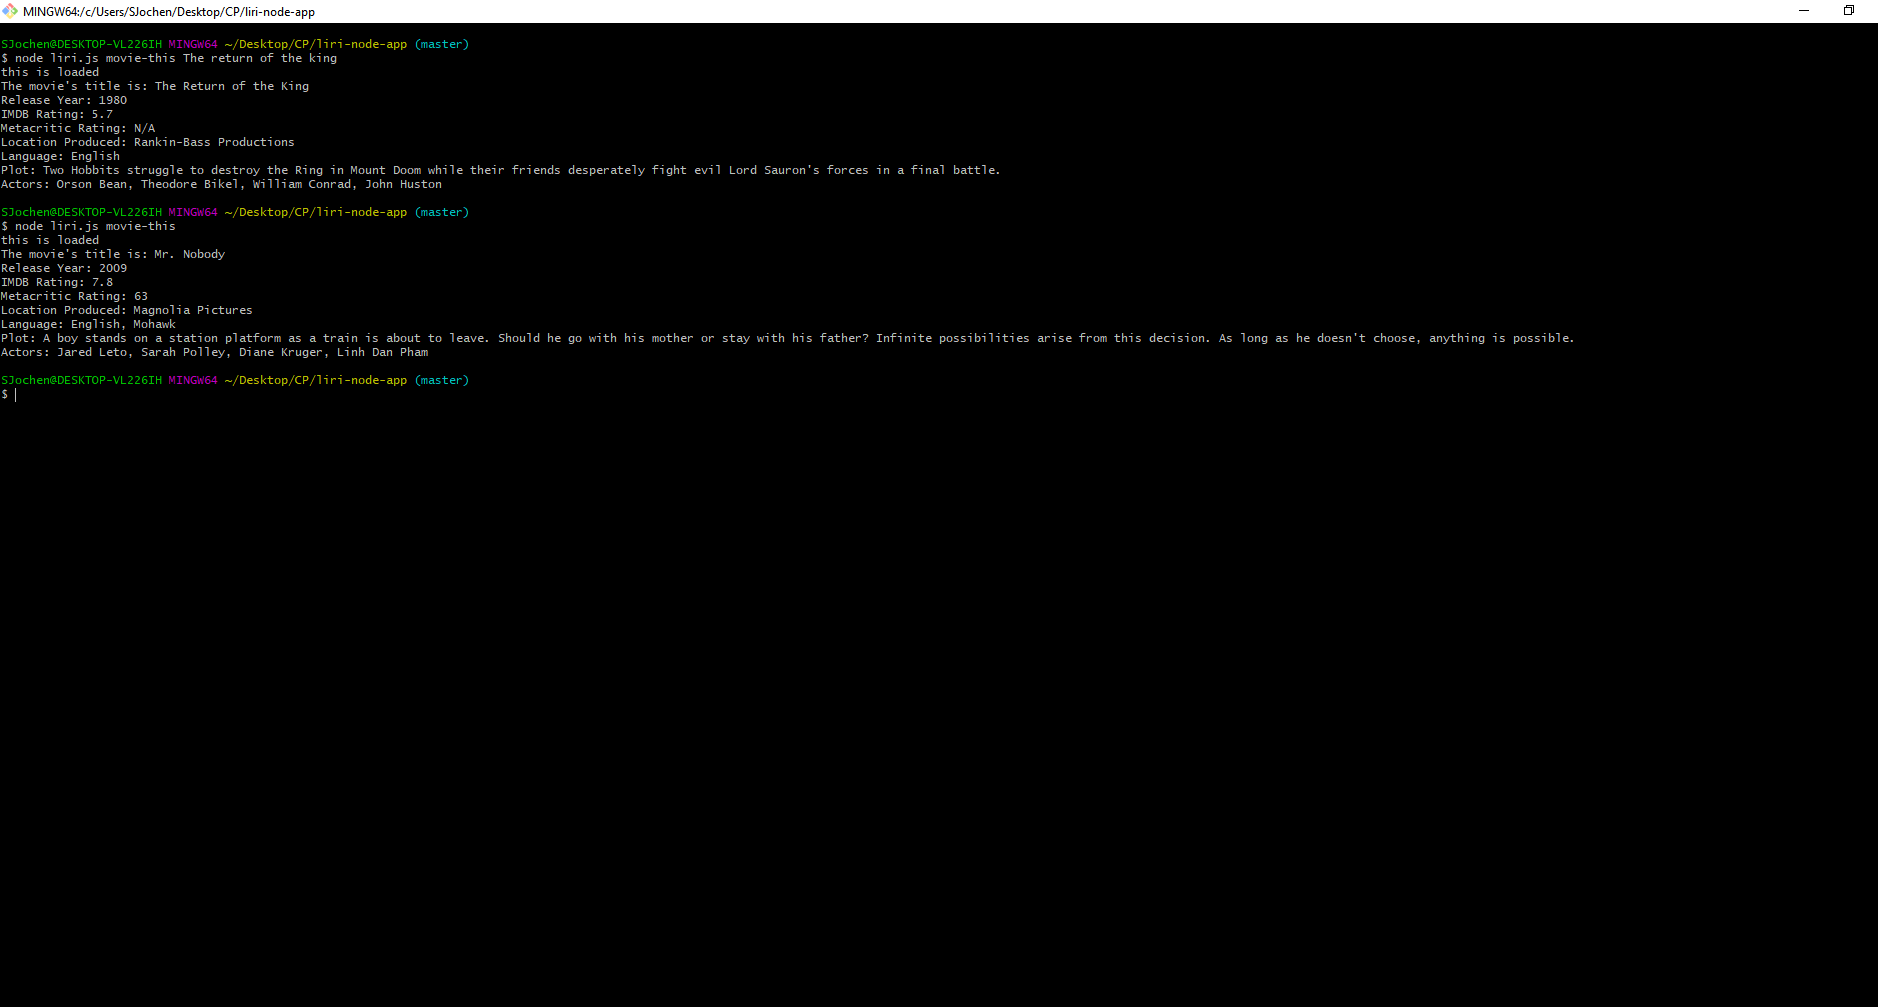 MINGW64:/c/Users/SJochen/Desktop/CP/liri-node-app
SJochen@DESKTOP-VL226IH MINGW64 ~/Desktop/CP/liri-node-app (master)
$ node liri.js movie-this The return of the king
this is loaded
The movie's title is: The Return of the King
Release Year: 1980
IMDB Rating: 5.7
Metacritic Rating: N/A
Location Produced: Rankin-Bass Productions
Language: English
Plot: Two Hobbits struggle to destroy the Ring in Mount Doom while their friends desperately fight evil Lord Sauron's forces in a final battle.
Actors: Orson Bean, Theodore Bikel, William Conrad, John Huston
SJochen@DESKTOP-VL226IH MINGW64 ~/Desktop/CP/liri-node-app (master)
$ node liri.js movie-this
this is loaded
The movie's title is: Mr. Nobody
Release Year: 2009
IMDB Rating: 7.8
Metacritic Rating: 63
Location Produced: Magnolia Pictures
Language: English, Mohawk
Plot: A boy stands on a station platform as a train is about to leave. Should he go with his mother or stay with his father? Infinite possibilities arise from this decision. As long as he doesn't choose, anything is possible.
Actors: Jared Leto, Sarah Polley, Diane Kruger, Linh Dan Pham
SJochen@DESKTOP-VL226IH MINGW64 ~/Desktop/CP/liri-node-app (master)
$